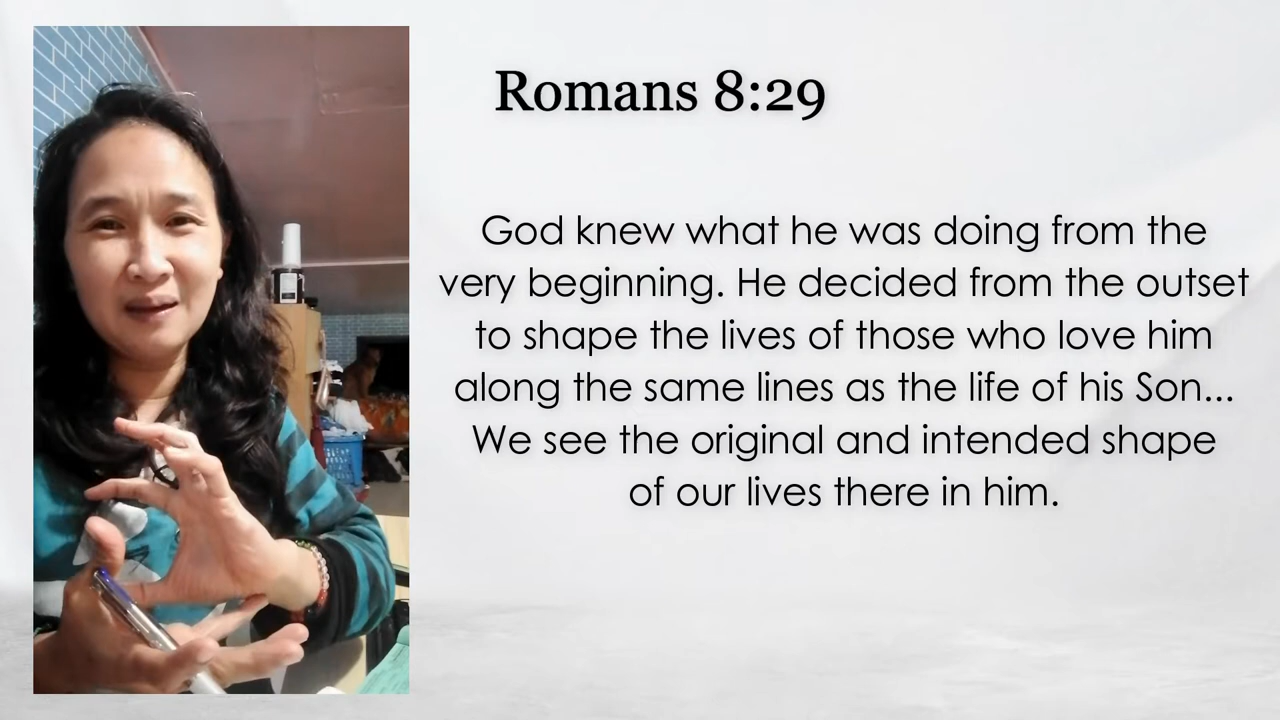 Romans 8:29
God knew what he was doing from the
very beginning. He decided from the outset
to shape the lives of those who love him
along the same lines as the life of his Son...
We see the original and intended shape
of our lives there in him.